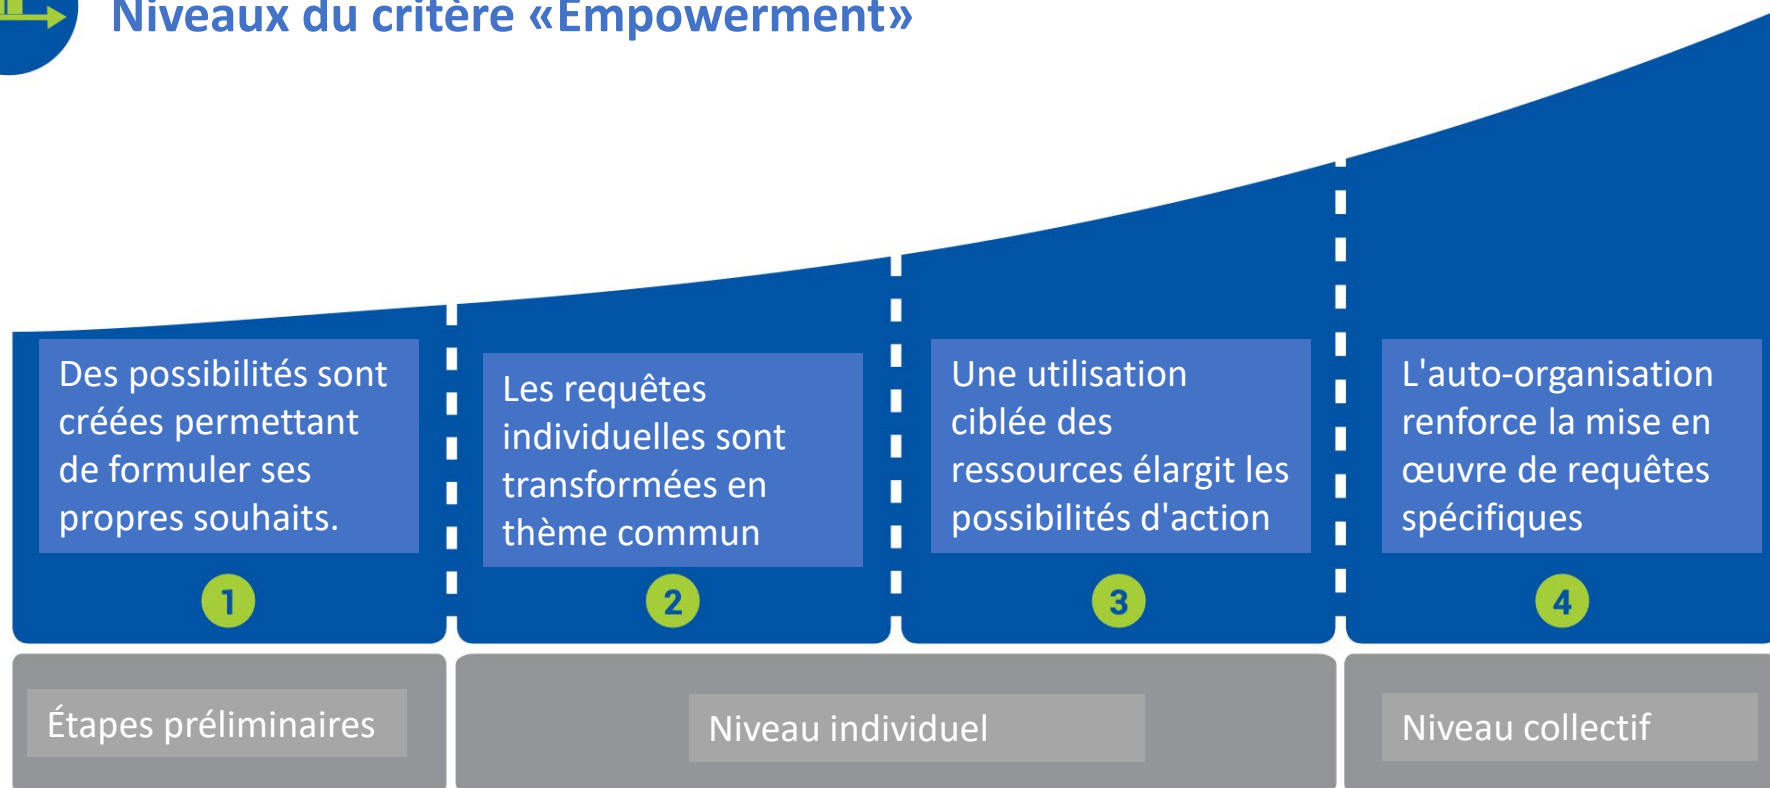 Niveaux du critère «Empowerment»
Des possibilités sont
créées permettant
de formuler ses
propres souhaits.
1
Les requêtes
individuelles sont
transformées en
thème commun
2
Une utilisation
ciblée des
ressources élargit les
possibilités d'action
3
L'auto-organisation
renforce la mise en
œuvre de requêtes
spécifiques
4
Étapes préliminaires
Niveau individuel
Niveau collectif